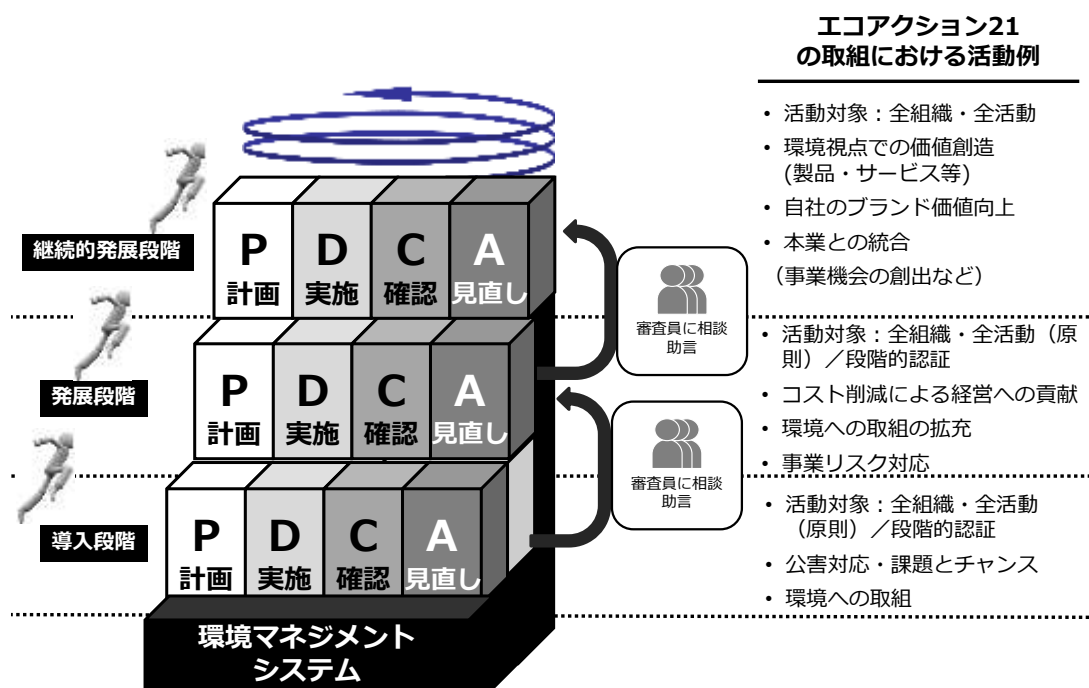 エコアクション21
の取組における活動例
• 活動対象：全組織・全活動
• 環境視点での価値創造
(製品・サービス等)
• 自社のブランド価値向上
• 本業との統合
（事業機会の創出など）
継続的発展段階
P D C A
計画 実施 確認 見直し
審査員に相談
助言
• 活動対象：全組織・全活動（原
則）／段階的認証
• コスト削減による経営への貢献
• 環境への取組の拡充
• 事業リスク対応
発展段階
P D C A
計画 実施 確認 見直し
審査員に相談
助言
• 活動対象：全組織・全活動
（原則）／段階的認証
• 公害対応・課題とチャンス
• 環境への取組
導入段階
P D C A
計画 実施 確認 見直し
環境マネジメント
システム